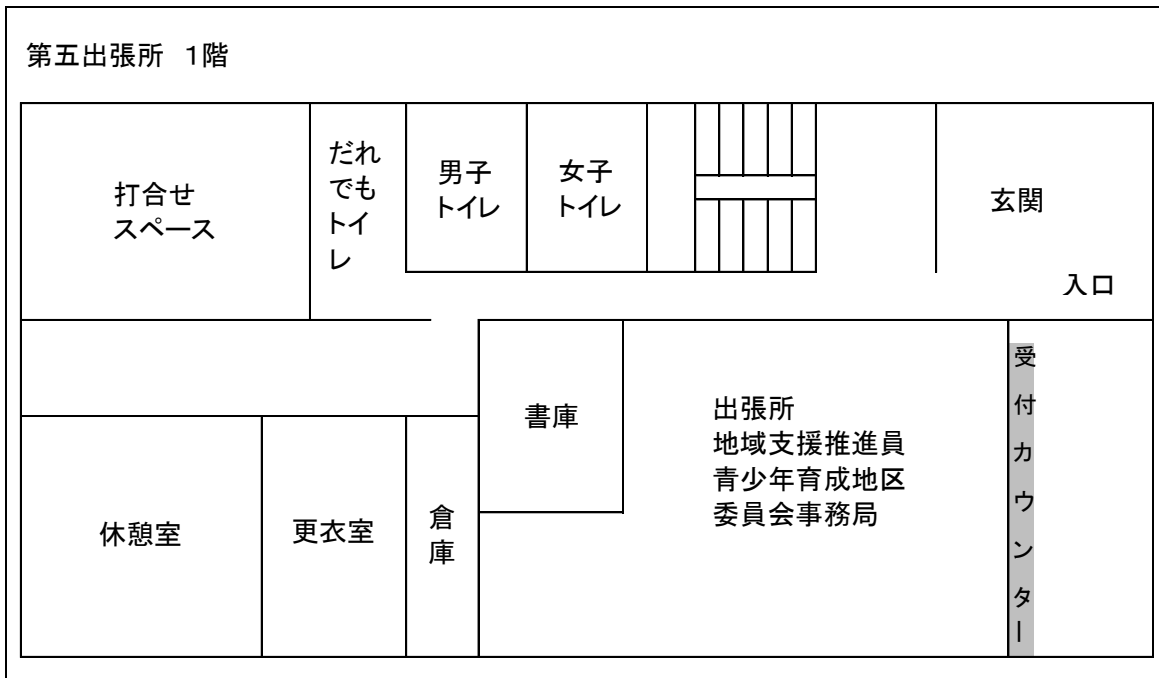 第五出張所　1階
打合せ
スペース
だれ
でも
トイ
レ
男子
トイレ
女子
トイレ
玄関
入口
書庫
出張所
地域支援推進員
青少年育成地区
委員会事務局
受付カウンター
休憩室
更衣室
倉庫